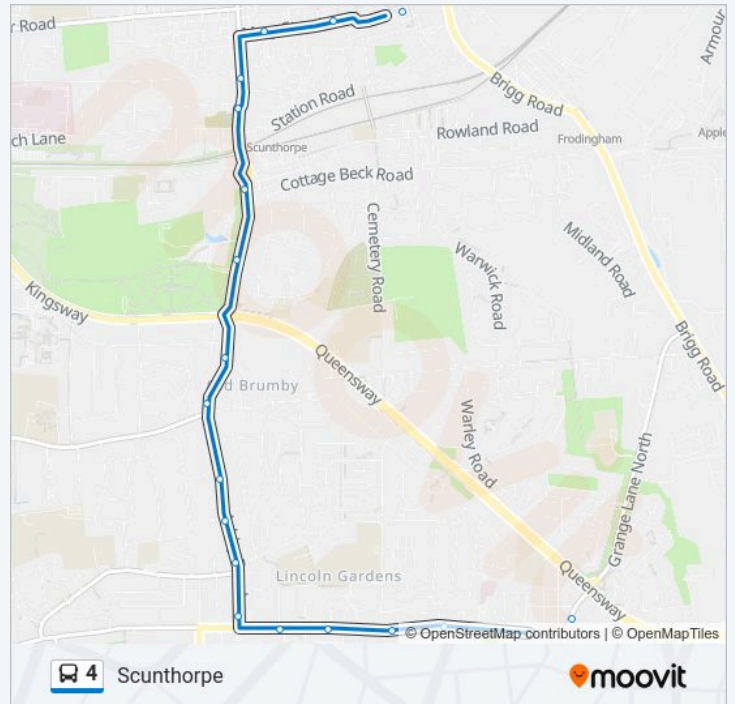 r Road
Armour
Brigg Road
Station Road
Rowland Road
ch Lane
Frodingham
Apple
Scunthorpe
Cottage Beck Road
Cemetery Road
Warwick Road
Midland Road
Kingsway
Brigg Road
Queensway
d Brumby
Warley Road
Grange Lane North
Lincoln Gardens
Queensway
© OpenStreetMap contributors | © OpenMapTiles
4 Scunthorpe
moovit